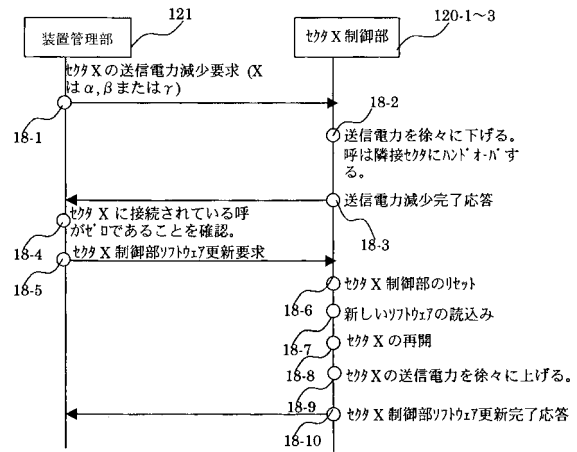 121
120-1～3
装置管理部
セクタX 制御部
セクタ X の送信電力減少要求 (X
はα,βまたはγ)
18-1
18-2
送信電力を徐々に下げる。
呼は隣接セクタにハンドオーバす
る。
送信電力減少完了応答
18-3
セクタ X に接続されている呼
がゼロであることを確認。
18-4
セクタ X 制御部ソフトウェア更新要求
18-5
セクタ X 制御部のリセット
18-6
新しいソフトウェアの読込み
18-7
セクタ X の再開
18-8
セクタXの送信電力を徐々に上げる。
18-9
セクタ X 制御部ソフトウェア更新完了応答
18-10